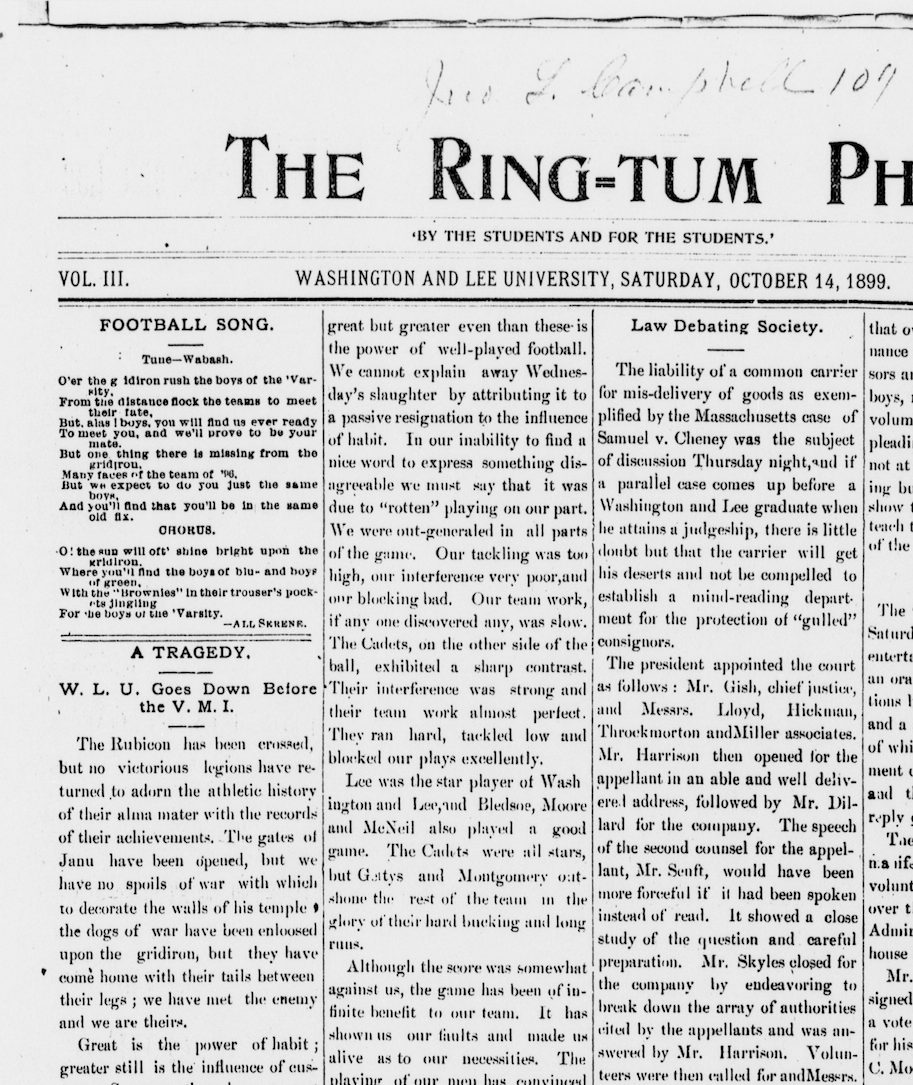 Jno. L. Campbell 109
THE RING=TUM PH
'BY THE STUDENTS AND FOR THE STUDENTS.'
VOL. III.
WASHINGTON AND LEE UNIVERSITY, SATURDAY, OCTOBER 14, 1899.
FOOTBALL SONG.
Tune—Wabash.
O'er the g idiron rush the boys of the 'Var-
sity,
From the distance flock the teams to meet
their fate,
But, alas! boys, you will find us ever ready
To meet you, and we'll prove to be your
mate.
But one thing there is missing from the
gridiron,
Many faces of the team of '96,
But we expect to do you just the same
boys,
And you'll find that you'll be in the same
old fix.
CHORUS.
O! the sun will oft' shine bright upon the
gridiron,
Where you'll find the boys of blu- and boys
of green,
With the "Brownies" in their trouser's pock-
ets jingling
For the boys of the 'Varsity.
—ALL SERENE.
A TRAGEDY.
W. L. U. Goes Down Before
the V. M. I.
The Rubicon has been crossed,
but no victorious legions have re-
turned to adorn the athletic history
of their alma mater with the records
of their achievements. The gates of
Janu have been opened, but we
have no spoils of war with which
to decorate the walls of his temple
the dogs of war have been enloosed
upon the gridiron, but they have
come home with their tails between
their legs; we have met the enemy
and we are theirs.
Great is the power of habit;
greater still is the influence of cus-
great but greater even than these is
the power of well-played football.
We cannot explain away Wednes-
day's slaughter by attributing it to
a passive resignation to the influence
of habit. In our inability to find a
nice word to express something dis-
agreeable we must say that it was
due to "rotten" playing on our part.
We were out-generaled in all parts
of the game. Our tackling was too
high, our interference very poor, and
our blocking bad. Our team work,
if any one discovered any, was slow.
The Cadets, on the other side of the
ball, exhibited a sharp contrast.
Their interference was strong and
their team work almost perfect.
They ran hard, tackled low and
blocked our plays excellently.
Lee was the star player of Wash
ington and Lee, and Bledsoe, Moore
and McNeil also played a good
game. The Cadets were all stars,
but G..tys and Montgomery out-
shone the rest of the team in the
glory of their hard bucking and long
runs.
Although the score was somewhat
against us, the game has been of in-
finite benefit to our team. It has
shown us our faults and made us
alive as to our necessities. The
playing of our men has convinced
Law Debating Society.
The liability of a common carrier
for mis-delivery of goods as exem-
plified by the Massachusetts case of
Samuel v. Cheney was the subject
of discussion Thursday night, and if
a parallel case comes up before a
Washington and Lee graduate when
he attains a judgeship, there is little
doubt but that the carrier will get
his deserts and not be compelled to
establish a mind-reading depart-
ment for the protection of "gulled"
consignors.
The president appointed the court
as follows: Mr. Gish, chief justice,
and Messrs. Lloyd, Hickman,
Throckmorton andMiller associates.
Mr. Harrison then opened for the
appellant in an able and well deliv-
ered address, followed by Mr. Dil-
lard for the company. The speech
of the second counsel for the appel-
lant, Mr. Senft, would have been
more forceful if it had been spoken
instead of read. It showed a close
study of the question and careful
preparation. Mr. Skyles closed for
the company by endeavoring to
break down the array of authorities
cited by the appellants and was an-
swered by Mr. Harrison. Volun-
teers were then called for andMessrs.
that o
nance
sors a
boys,
volum
pleadi
not at
ing bu
show t
teach t
of the
The
Saturd
enterta
an ora
tions
and a
of whi
ment
and t
reply
The
n.a life
volunt
over t
Admin
house
Mr.
signed
a vote
for his
C. Mo